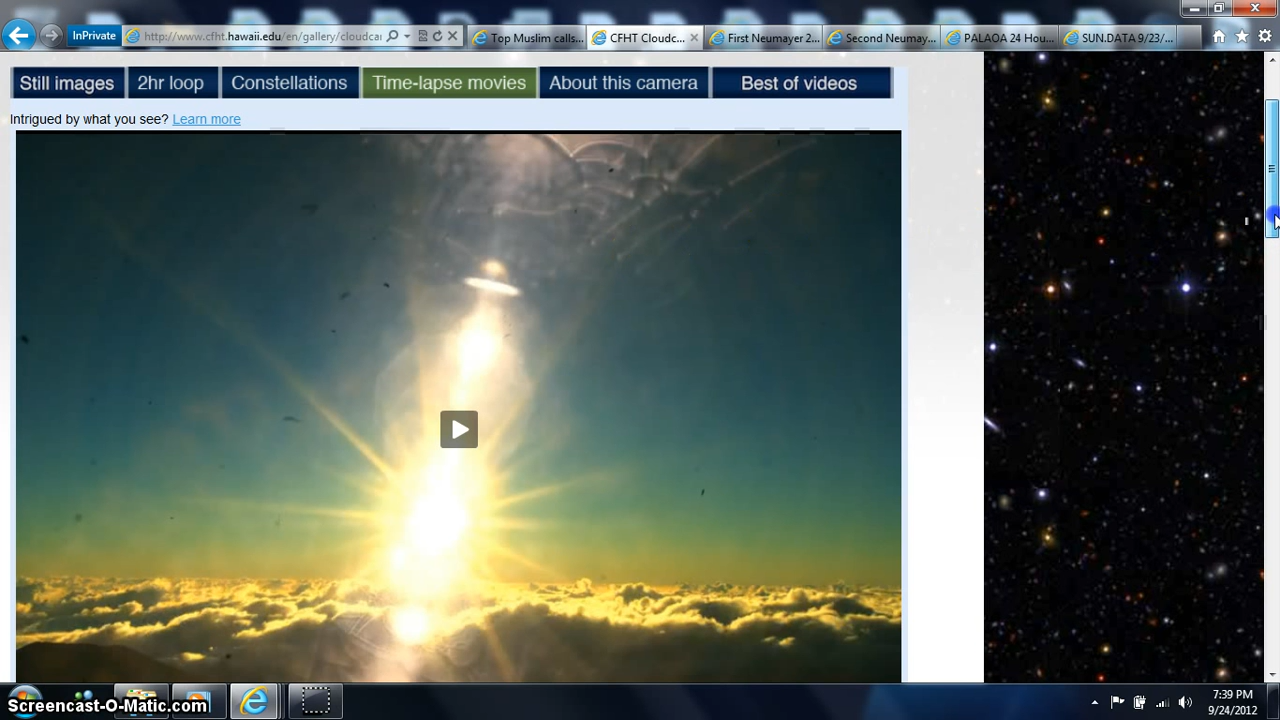 InPrivate
http://www.cfht.hawaii.edu/en/gallery/cloudcar
Top Muslim calls...
CFHT Cloudc...
First Neumayer 2...
Second Neumay...
PALAOA 24 Hou...
SUN.DATA 9/23/...
Still images
2hr loop
Constellations
Time-lapse movies
About this camera
Best of videos
Intrigued by what you see? Learn more
Screencast-O-Matic.com
7:39 PM
9/24/2012